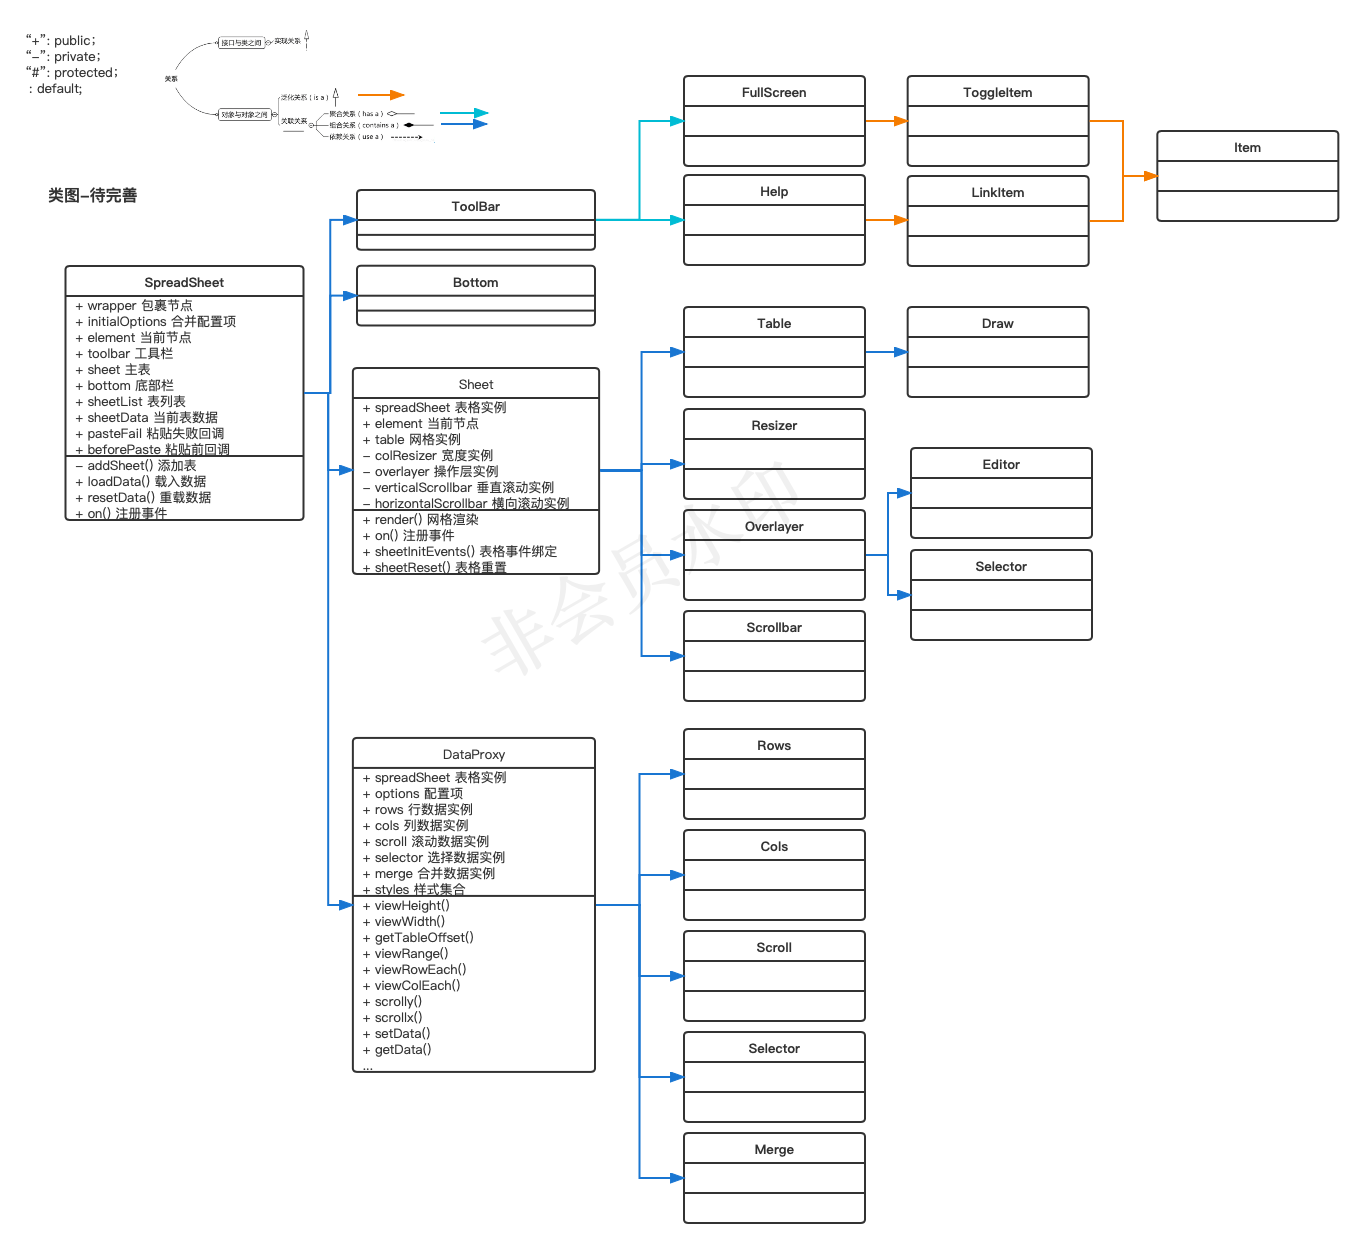 “+”: public;
“-”: private;
“#”: protected;
: default;
关系
接口与类之间
实现关系
对象与对象之间
泛化关系 ( is a )
关联关系
聚合关系 ( has a )
组合关系 ( contains a )
依赖关系 ( use a )
类图-待完善
SpreadSheet
+ wrapper 包裹节点
+ initialOptions 合并配置项
+ element 当前节点
+ toolbar 工具栏
+ sheet 主表
+ bottom 底部栏
+ sheetList 表列表
+ sheetData 当前表数据
+ pasteFail 粘贴失败回调
+ beforePaste 粘贴前回调
- addSheet() 添加表
+ loadData() 载入数据
+ resetData() 重载数据
+ on() 注册事件
ToolBar
Bottom
Sheet
+ spreadSheet 表格实例
+ element 当前节点
+ table 网格实例
- colResizer 宽度实例
- overlayer 操作层实例
- verticalScrollbar 垂直滚动实例
- horizontalScrollbar 横向滚动实例
+ render() 网格渲染
+ on() 注册事件
+ sheetInitEvents() 表格事件绑定
+ sheetReset() 表格重置
DataProxy
+ spreadSheet 表格实例
+ options 配置项
+ rows 行数据实例
+ cols 列数据实例
+ scroll 滚动数据实例
+ selector 选择数据实例
+ merge 合并数据实例
+ styles 样式集合
+ viewHeight()
+ viewWidth()
+ getTableOffset()
+ viewRange()
+ viewRowEach()
+ viewColEach()
+ scrolly()
+ scrollx()
+ setData()
+ getData()
...
FullScreen
Help
ToggleItem
LinkItem
Item
Table
Draw
Resizer
Overlayer
Editor
Selector
Scrollbar
Rows
Cols
Scroll
Selector
Merge
非会员水印